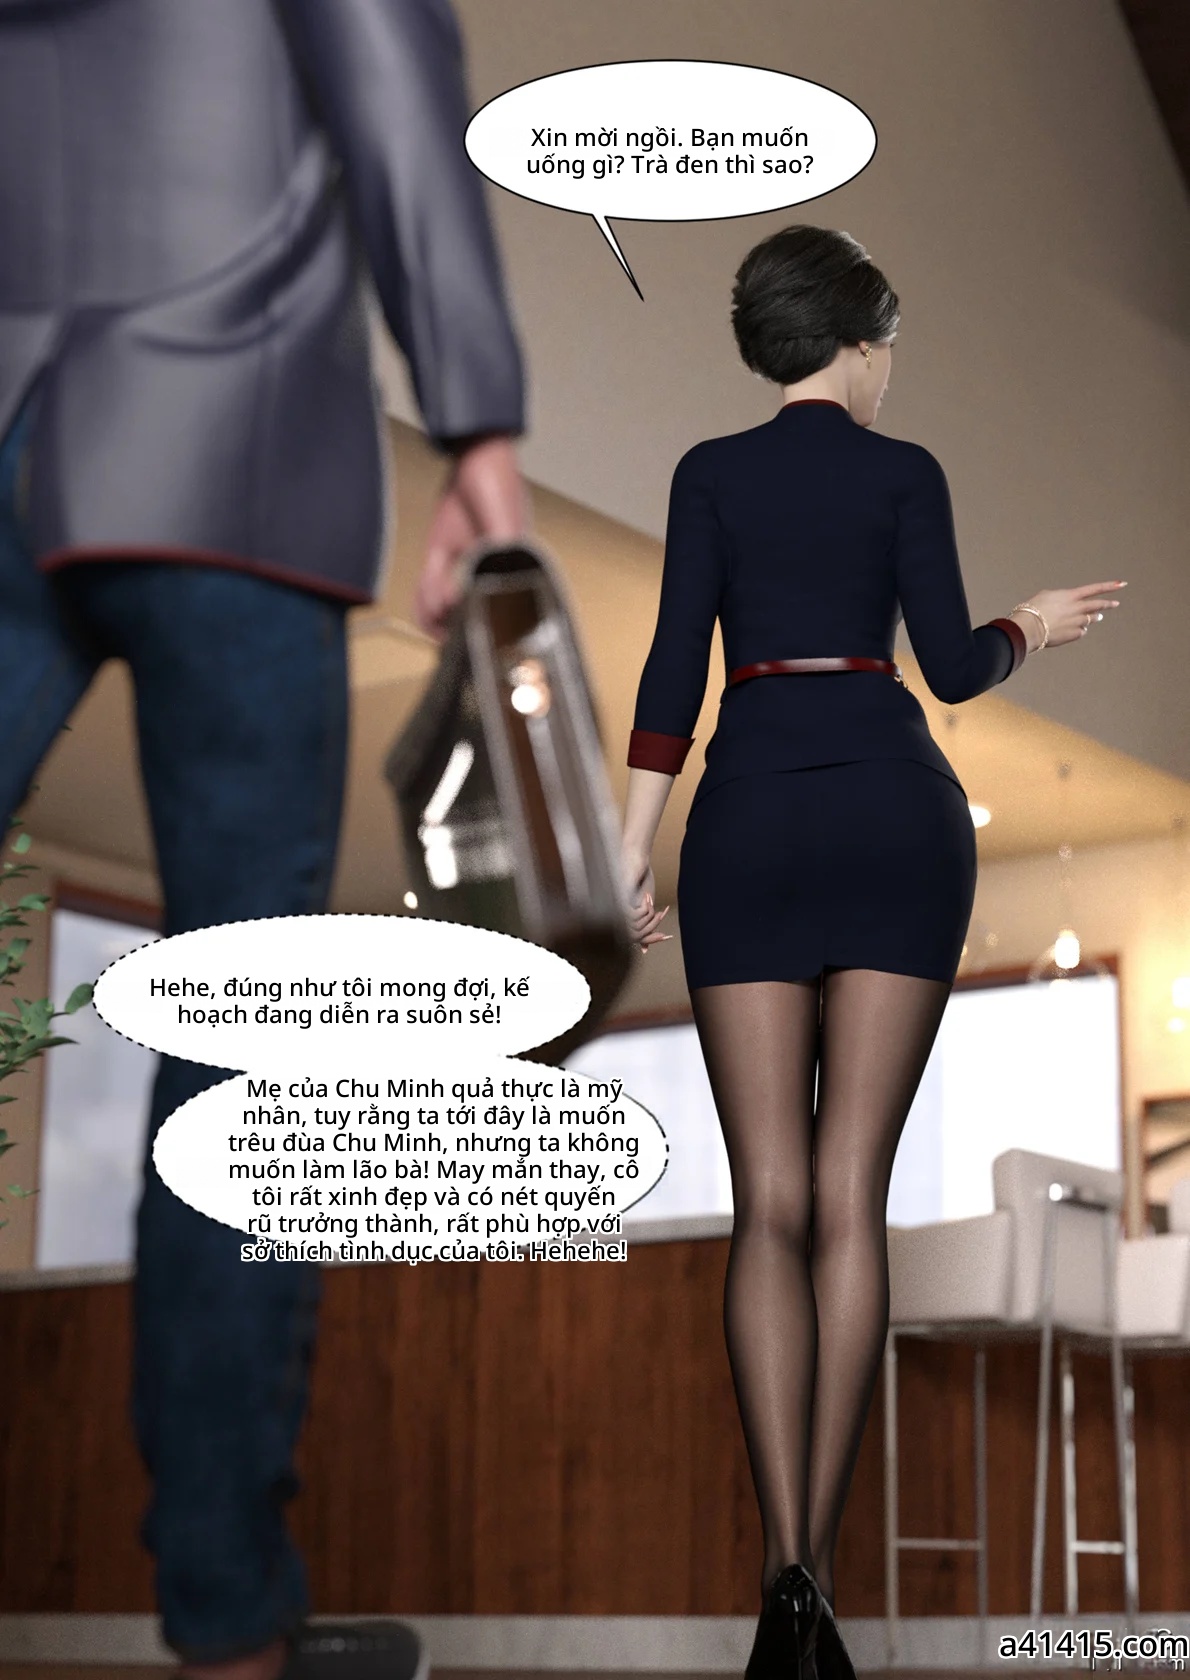 Xin mời ngồi. Bạn muốn
uống gì? Trà đen thì sao?
Hehe, đúng như tôi mong đợi, kế
hoạch đang diễn ra suôn sẻ!
Mẹ của Chu Minh quả thực là mỹ
nhân, tuy rằng ta tới đây là muốn
trêu đùa Chu Minh, nhưng ta không
muốn làm lão bà! May mắn thay, cô
tôi rất xinh đẹp và có nét quyến
rũ trưởng thành, rất phù hợp với
sở thích tình dục của tôi. Hehehe!
a41415.com